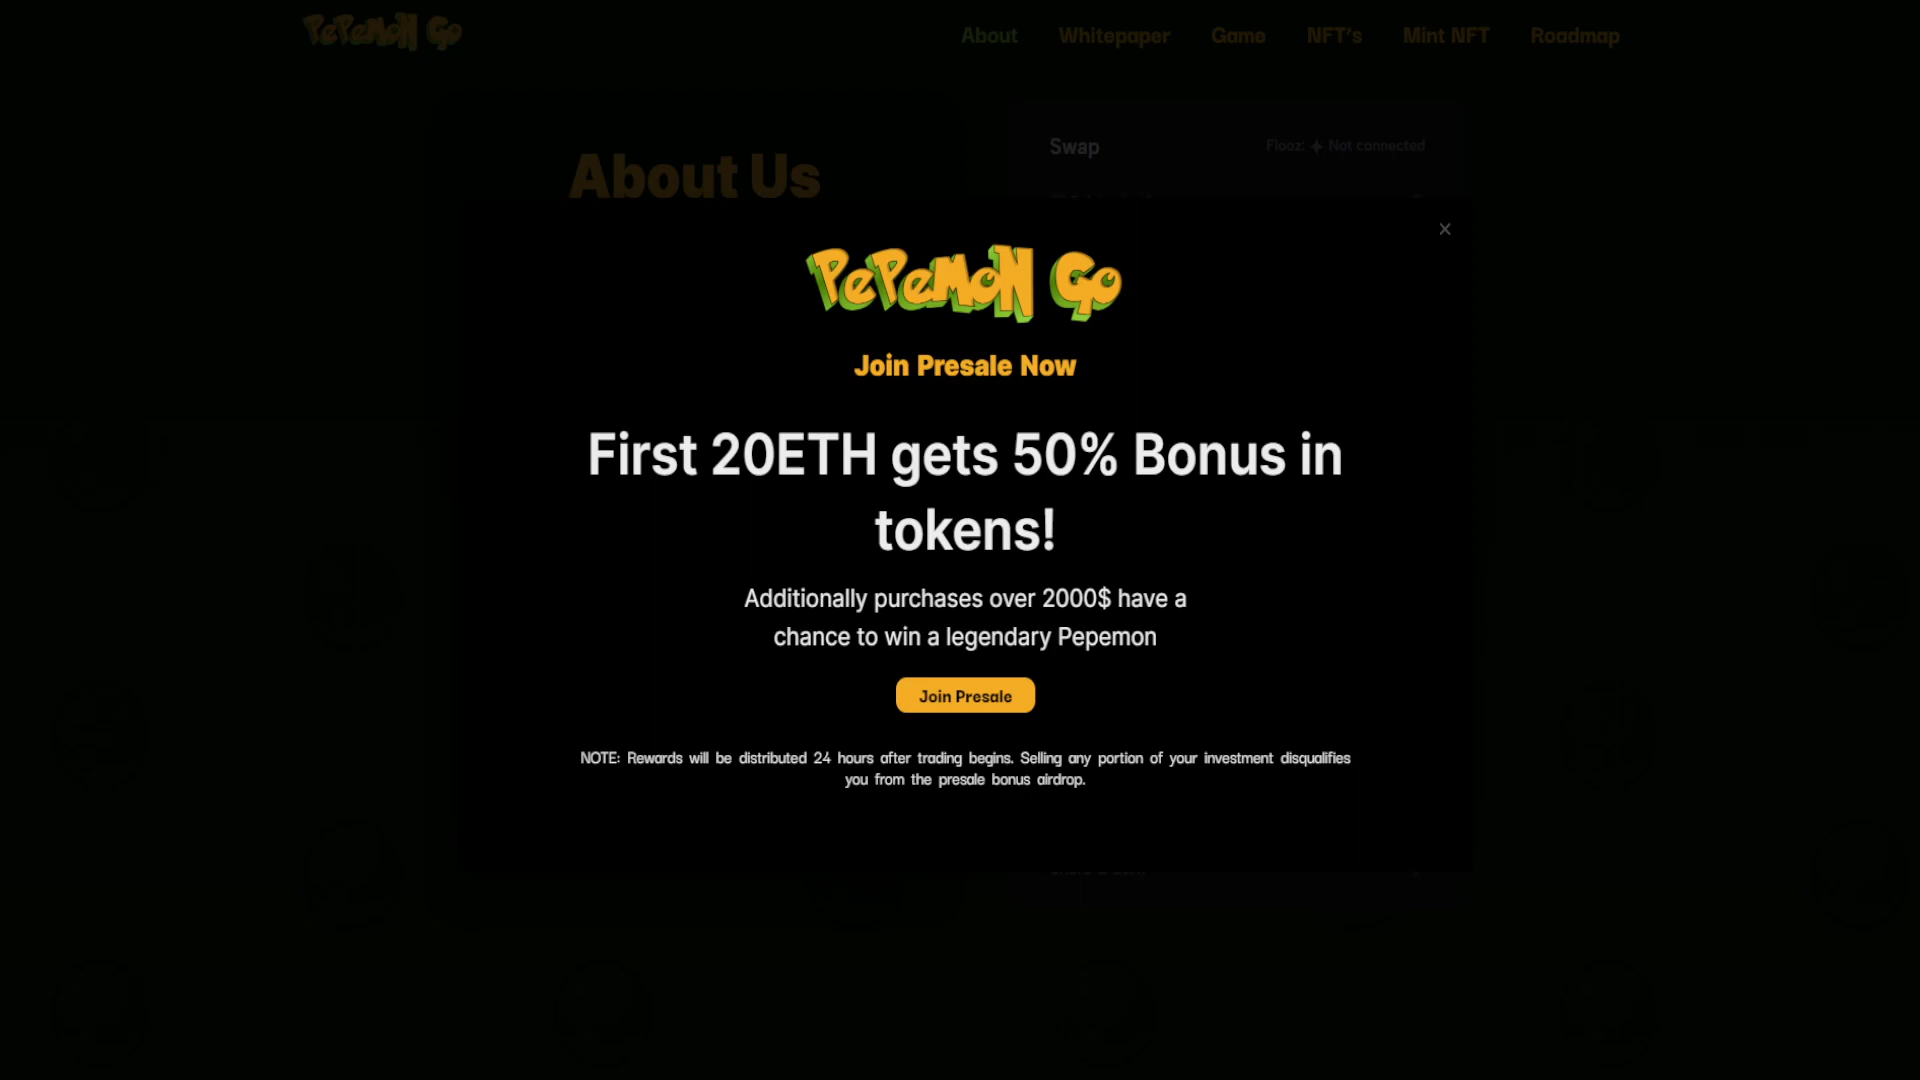 PePeMoN Go
About
Whitepaper
Game
NFT's
Mint NFT
Roadmap
About Us
Swap
Flooz: Not connected
×
PePeMoN Go
Join Presale Now
First 20ETH gets 50% Bonus in
tokens!
Additionally purchases over 2000$ have a
chance to win a legendary Pepemon
Join Presale
NOTE: Rewards will be distributed 24 hours after trading begins. Selling any portion of your investment disqualifies
you from the presale bonus airdrop.